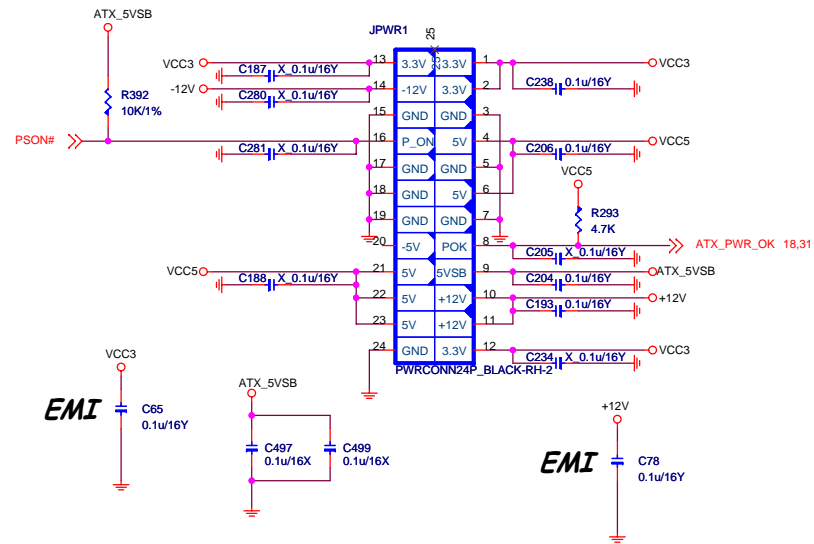 ATX_5VSB
JPWR1
25
25
VCC3
13
3.3V
3.3V
1
VCC3
C187
X_0.1u/16Y
C238
0.1u/16Y
-12V
14
-12V
3.3V
2
R392
10K/1%
C280
X_0.1u/16Y
15
GND
GND
3
PSON#
16
P_ON
5V
4
VCC5
C281
X_0.1u/16Y
C206
0.1u/16Y
17
GND
GND
5
VCC5
18
GND
5V
6
R293
4.7K
19
GND
GND
7
20
-5V
POK
8
ATX_PWR_OK 18,31
C205
X_0.1u/16Y
VCC5
21
5V
5VSB
9
ATX_5VSB
C188
X_0.1u/16Y
C204
0.1u/16Y
22
5V
+12V
10
+12V
C193
0.1u/16Y
23
5V
+12V
11
24
GND
3.3V
12
VCC3
C234
X_0.1u/16Y
PWRCONN24P_BLACK-RH-2
VCC3
EMI
C65
0.1u/16Y
ATX_5VSB
C497
0.1u/16X
C499
0.1u/16X
+12V
EMI
C78
0.1u/16Y